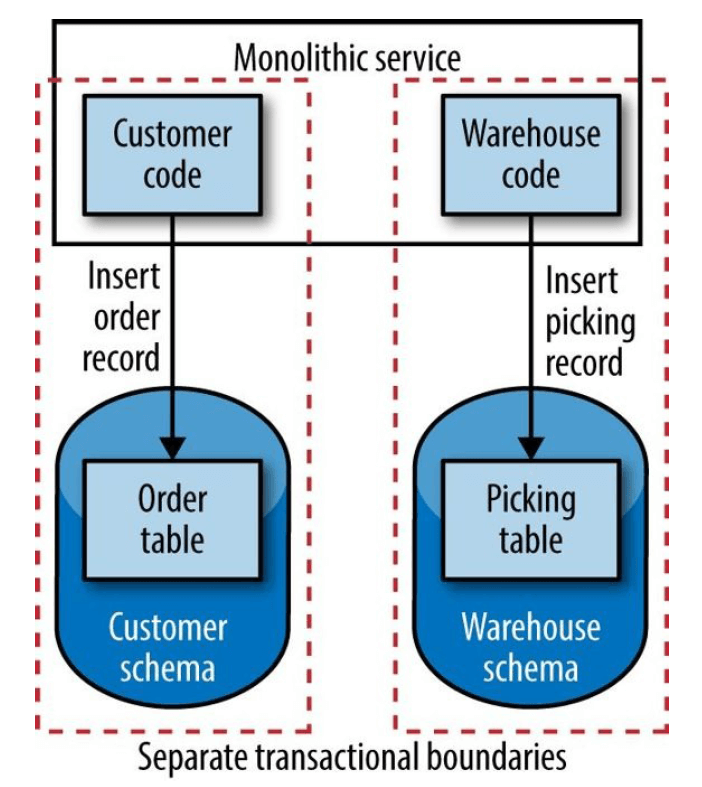 Monolithic service
Customer
code
Warehouse
code
Insert
order
record
Insert
picking
record
Order
table
Picking
table
Customer
schema
Warehouse
schema
Separate transactional boundaries